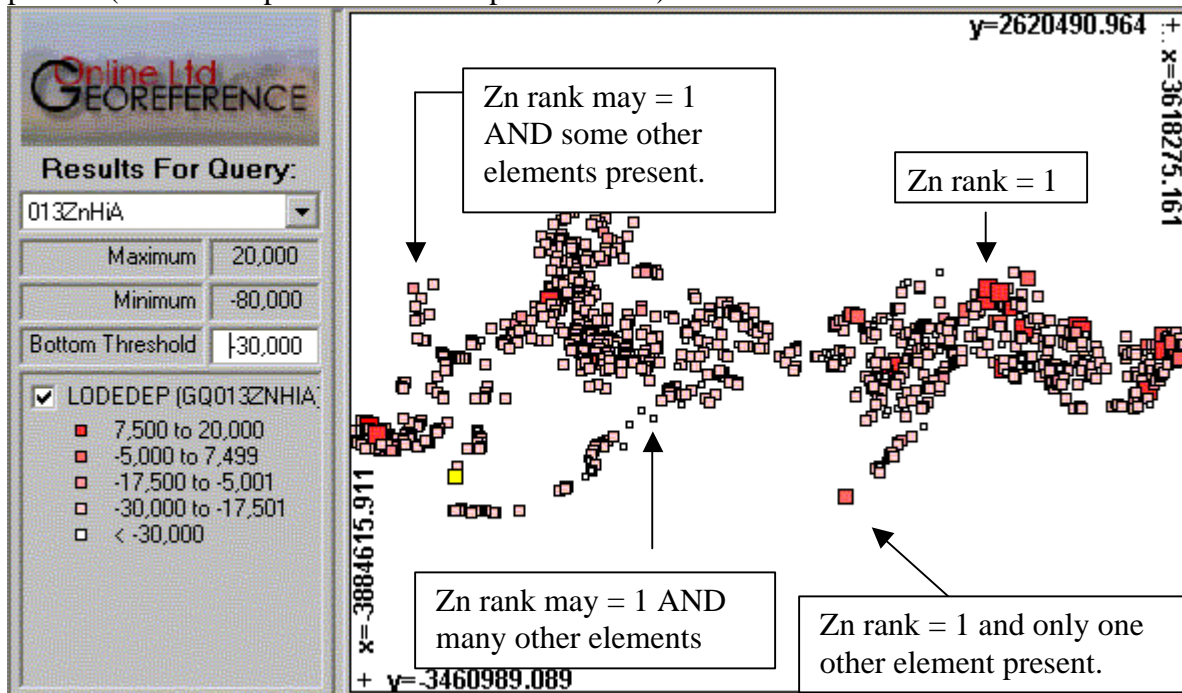 Online Ltd
GEOREFERENCE
Results For Query:
013ZnHiA
Maximum 20,000
Minimum -80,000
Bottom Threshold -30,000
LODEDEP (GQ013ZNHIA)
7,500 to 20,000
-5,000 to 7,499
-17,500 to -5,001
-30,000 to -17,501
< -30,000
y=2620490.964 +
x=3618275.161
Zn rank may = 1
AND some other
elements present.
Zn rank = 1
x=-3884615.911
+ y=-3460989.089
Zn rank may = 1 AND
many other elements
Zn rank = 1 and only one
other element present.